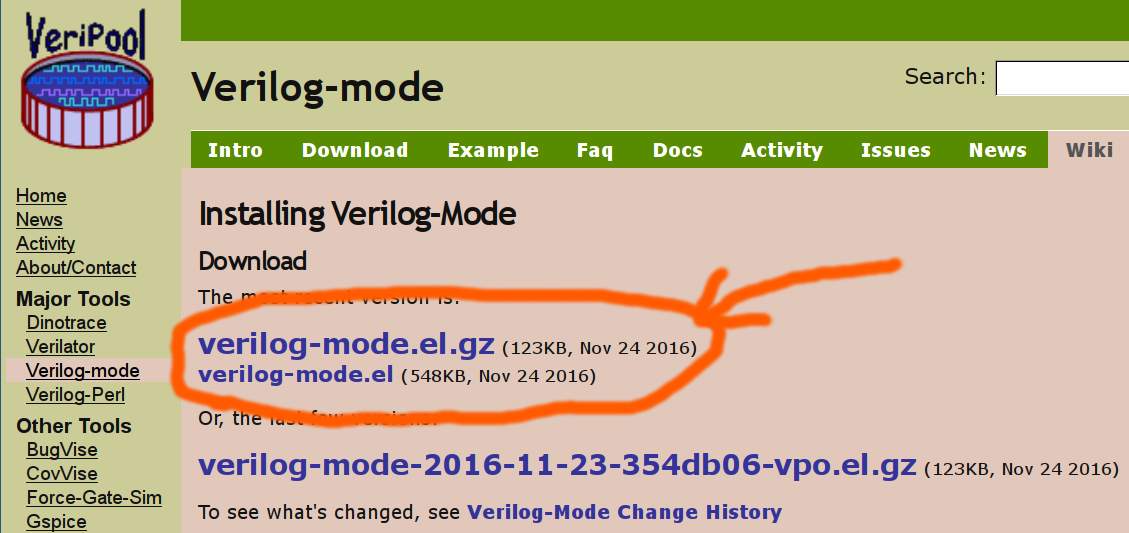 VeriPool
Verilog-mode
Search:
Intro Download Example Faq Docs Activity Issues News Wiki
Home
News
Activity
About/Contact
Major Tools
Dinotrace
Verilator
Verilog-mode
Verilog-Perl
Other Tools
BugVise
CovVise
Force-Gate-Sim
Gspice
Installing Verilog-Mode
Download
The most recent version is:
verilog-mode.el.gz (123KB, Nov 24 2016)
verilog-mode.el (548KB, Nov 24 2016)
Or, the last few versions:
verilog-mode-2016-11-23-354db06-vpo.el.gz (123KB, Nov 24 2016)
To see what's changed, see Verilog-Mode Change History